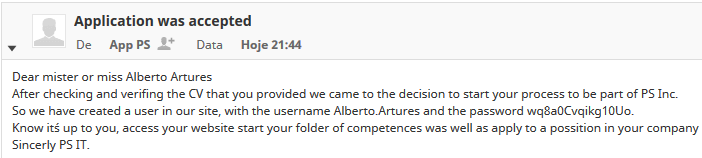 Application was accepted
De App PS Data Hoje 21:44
Dear mister or miss Alberto Artures
After checking and verifing the CV that you provided we came to the decision to start your process to be part of PS Inc.
So we have created a user in our site, with the username Alberto.Artures and the password wq8a0Cvqikg10Uo.
Know itś up to you, access your website start your folder of competences was well as apply to a possition in your company
Sincerly PS IT.